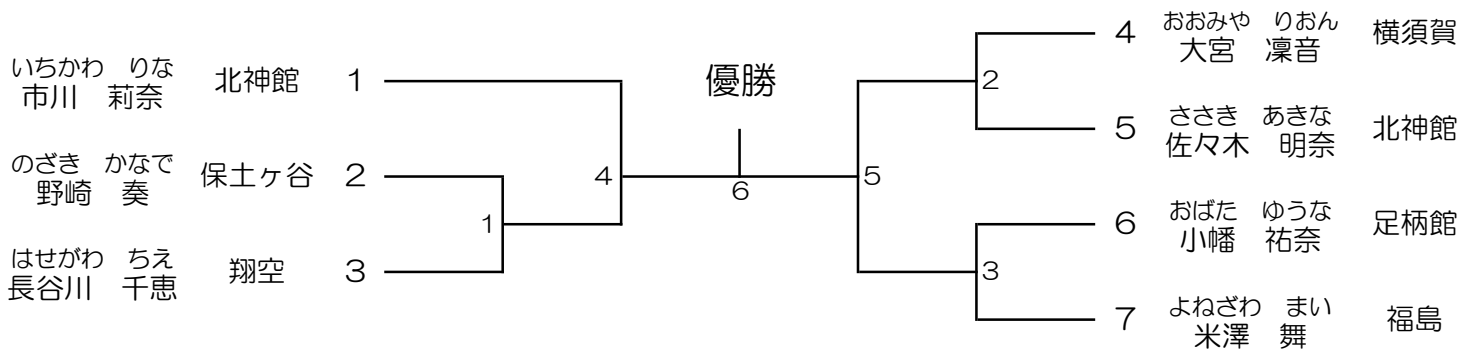 いちかわ りな
市川 莉奈 北神館 1
のざき かなで
野崎 奏 保土ヶ谷 2
はせがわ ちえ
長谷川 千恵 翔空 3
1
4
優勝
6
5
2
3
おおみや りおん
4 大宮 凜音 横須賀
ささき あきな
5 佐々木 明奈 北神館
おばた ゆうな
6 小幡 祐奈 足柄館
よねざわ まい
7 米澤 舞 福島